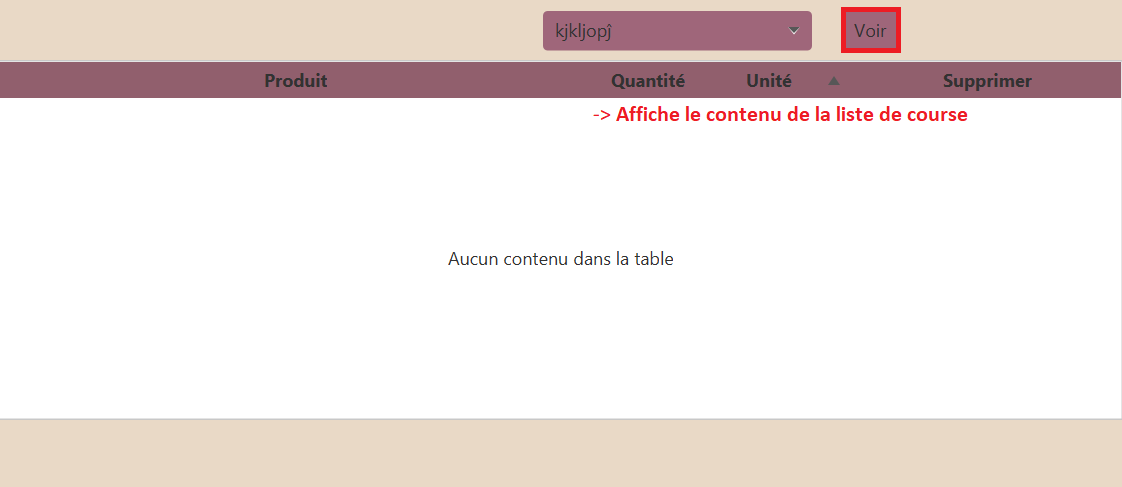 kjkljopĵ Voir
Produit Quantité Unité Supprimer
-> Affiche le contenu de la liste de course
Aucun contenu dans la table